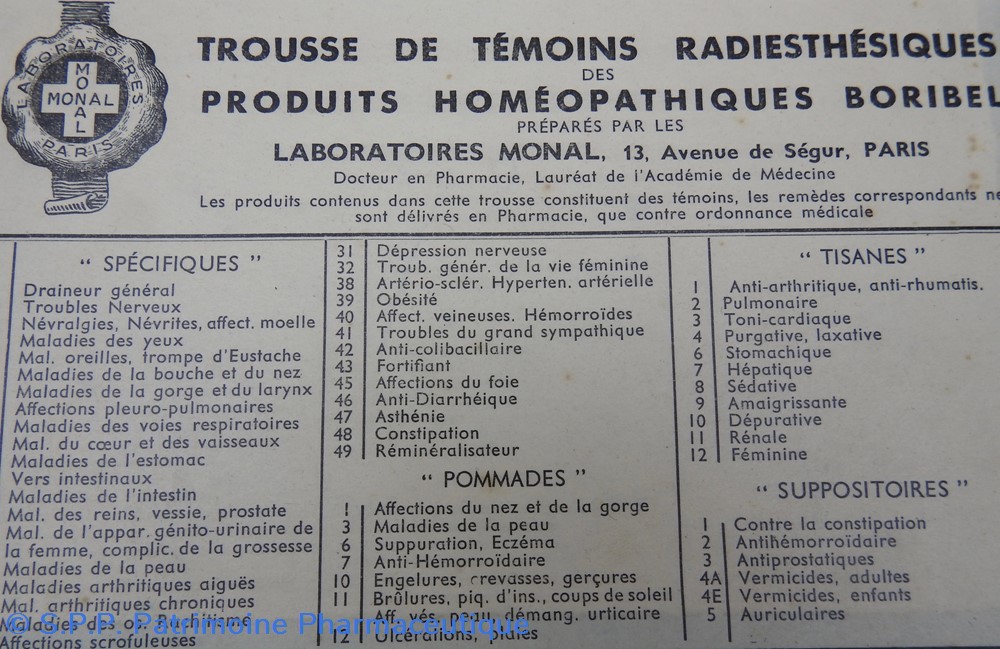 LABORATOIRES
MONAL
MONAL
PARIS
TROUSSE DE TÉMOINS RADIESTHÉSIQUES
DES
PRODUITS HOMÉOPATHIQUES BORIBEL
PRÉPARÉS PAR LES
LABORATOIRES MONAL, 13, Avenue de Ségur, PARIS
Docteur en Pharmacie, Lauréat de l'Académie de Médecine
Les produits contenus dans cette trousse constituent des témoins, les remèdes correspondants ne
sont délivrés en Pharmacie, que contre ordonnance médicale
" SPÉCIFIQUES "
Draineur général
Troubles Nerveux
Névralgies, Névrites, affect. moelle
Maladies des yeux
Mal. oreilles, trompe d'Eustache
Maladies de la bouche et du nez
Maladies de la gorge et du larynx
Affections pleuro-pulmonaires
Maladies des voies respiratoires
Mal. du cœur et des vaisseaux
Maladies de l'estomac
Vers intestinaux
Maladies de l'intestin
Mal. des reins, vessie, prostate
Mal. de l'appar. génito-urinaire de
la femme, complic. de la grossesse
Maladies de la peau
Maladies arthritiques aiguës
Mal. arthritiques chroniques
Maladies des os, Rachitisme
Affections scrofuleuses
31 Dépression nerveuse
32 Troub. génér. de la vie féminine
38 Artério-sclér. Hyperten. artérielle
39 Obésité
40 Affect. veineuses. Hémorroïdes
41 Troubles du grand sympathique
42 Anti-colibacillaire
43 Fortifiant
45 Affections du foie
46 Anti-Diarrhéique
47 Asthénie
48 Constipation
49 Réminéralisateur
" POMMADES "
1 Affections du nez et de la gorge
3 Maladies de la peau
6 Suppuration, Eczéma
7 Anti-Hémorroïdaire
10 Engelures, crevasses, gerçures
11 Brûlures, piq. d'ins., coups de soleil
Aff. vés. peau, démang. urticaire
12 Ulcérations, plaies
" TISANES "
1 Anti-arthritique, anti-rhumatis.
2 Pulmonaire
3 Toni-cardiaque
4 Purgative, laxative
6 Stomachique
7 Hépatique
8 Sédative
9 Amaigrissante
10 Dépurative
11 Rénale
12 Féminine
" SUPPOSITOIRES "
1 Contre la constipation
2 Antihémorroïdaire
3 Antiprostatiques
4A Vermicides, adultes
4E Vermicides, enfants
5 Auriculaires
© S.P.P. Patrimoine Pharmaceutique